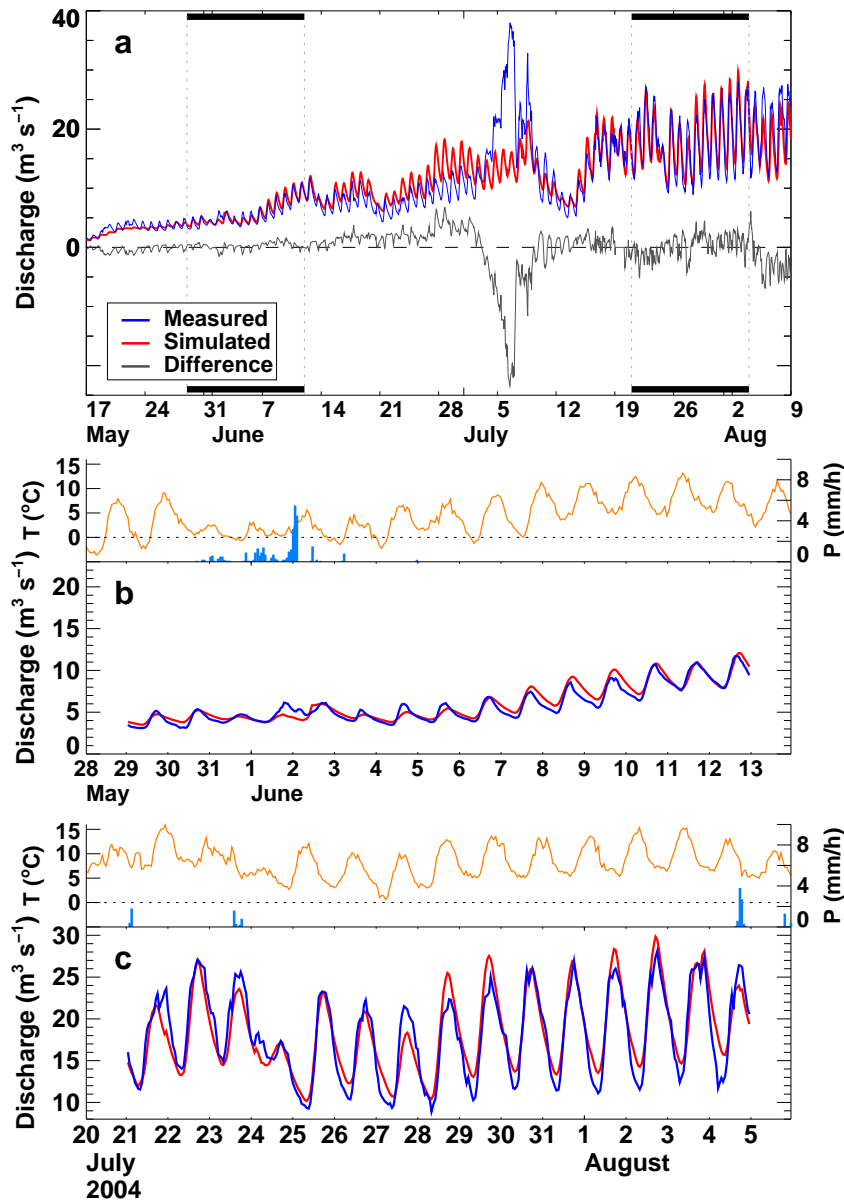 40
a
20
0
Discharge (m³ s⁻¹)
Measured
Simulated
Difference
17 24 31 7 14 21 28 5 12 19 26 2 9
May June July Aug
15
10
5
0
T (°C)
8
4
0
P (mm/h)
b
20
15
10
5
0
Discharge (m³ s⁻¹)
28 29 30 31 1 2 3 4 5 6 7 8 9 10 11 12 13
May June
15
10
5
0
T (°C)
8
4
0
P (mm/h)
c
30
25
20
15
10
Discharge (m³ s⁻¹)
20 21 22 23 24 25 26 27 28 29 30 31 1 2 3 4 5
July August
2004